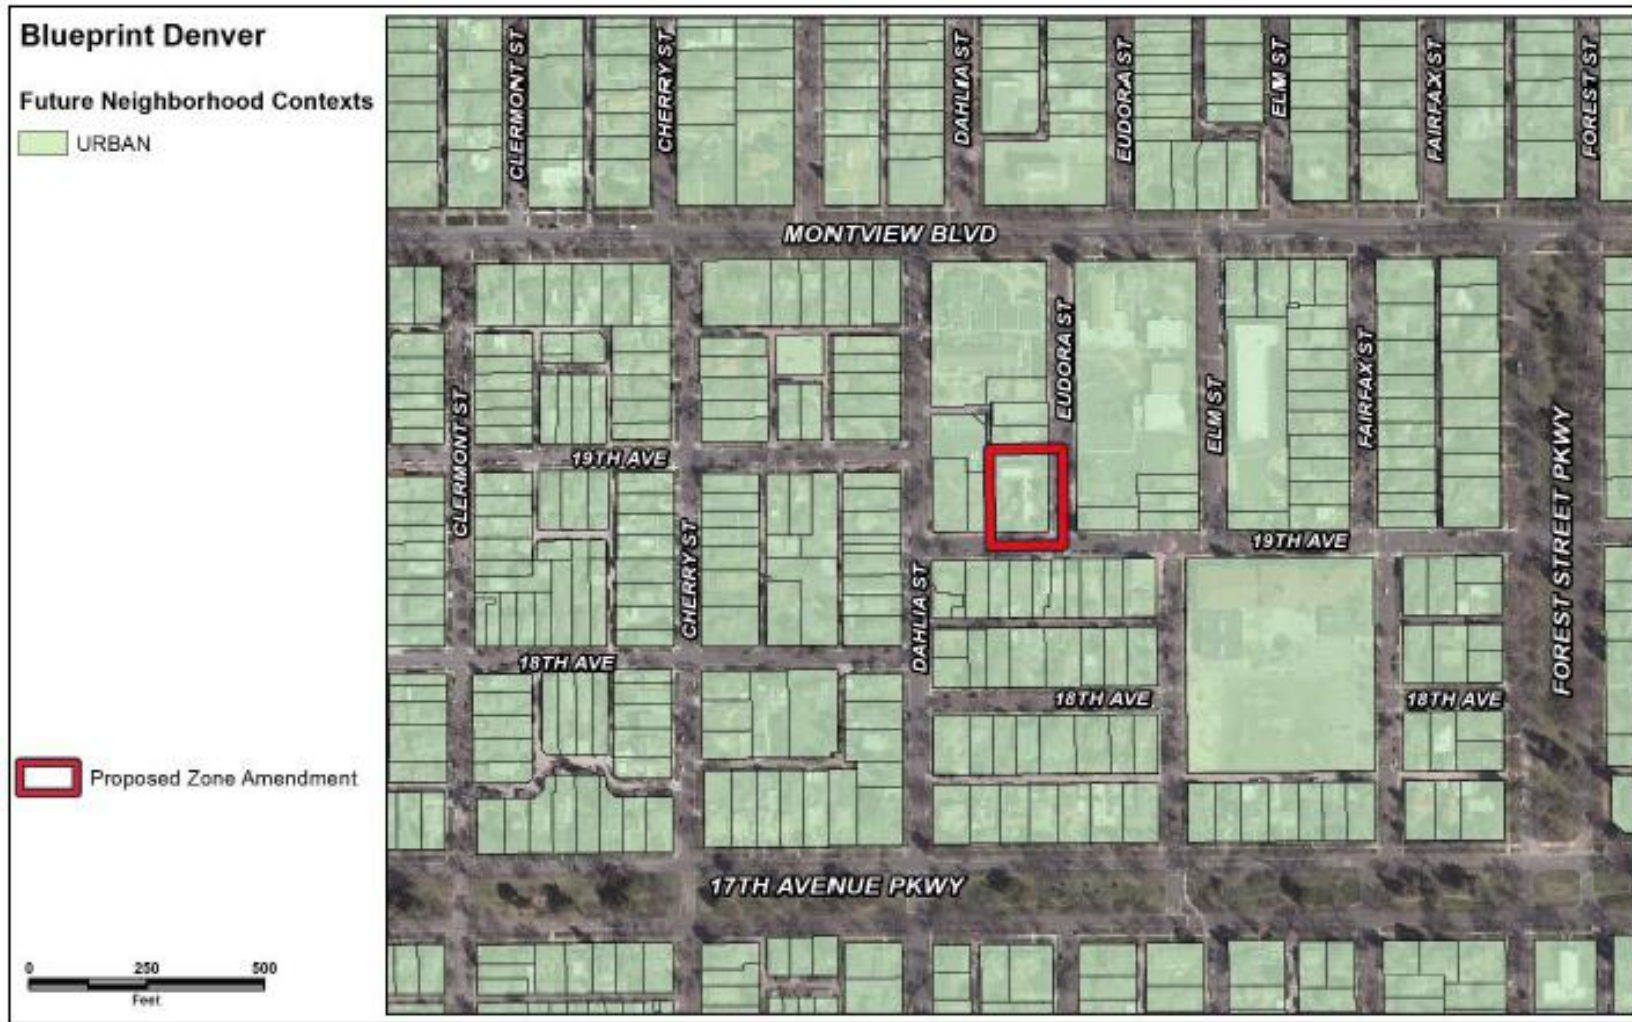 Blueprint Denver
Future Neighborhood Contexts
URBAN
CLERMONT ST
CHERRY ST
DAHLIA ST
EUDORA ST
ELM ST
FAIRFAX ST
FOREST ST
MONTVIEW BLVD
EUDORA ST
CLERMONT ST
ELM ST
FAIRFAX ST
FOREST STREET PKWY
19TH AVE
19TH AVE
CHERRY ST
DAHLIA ST
18TH AVE
18TH AVE
18TH AVE
Proposed Zone Amendment
17TH AVENUE PKWY
0 250 500
Feet